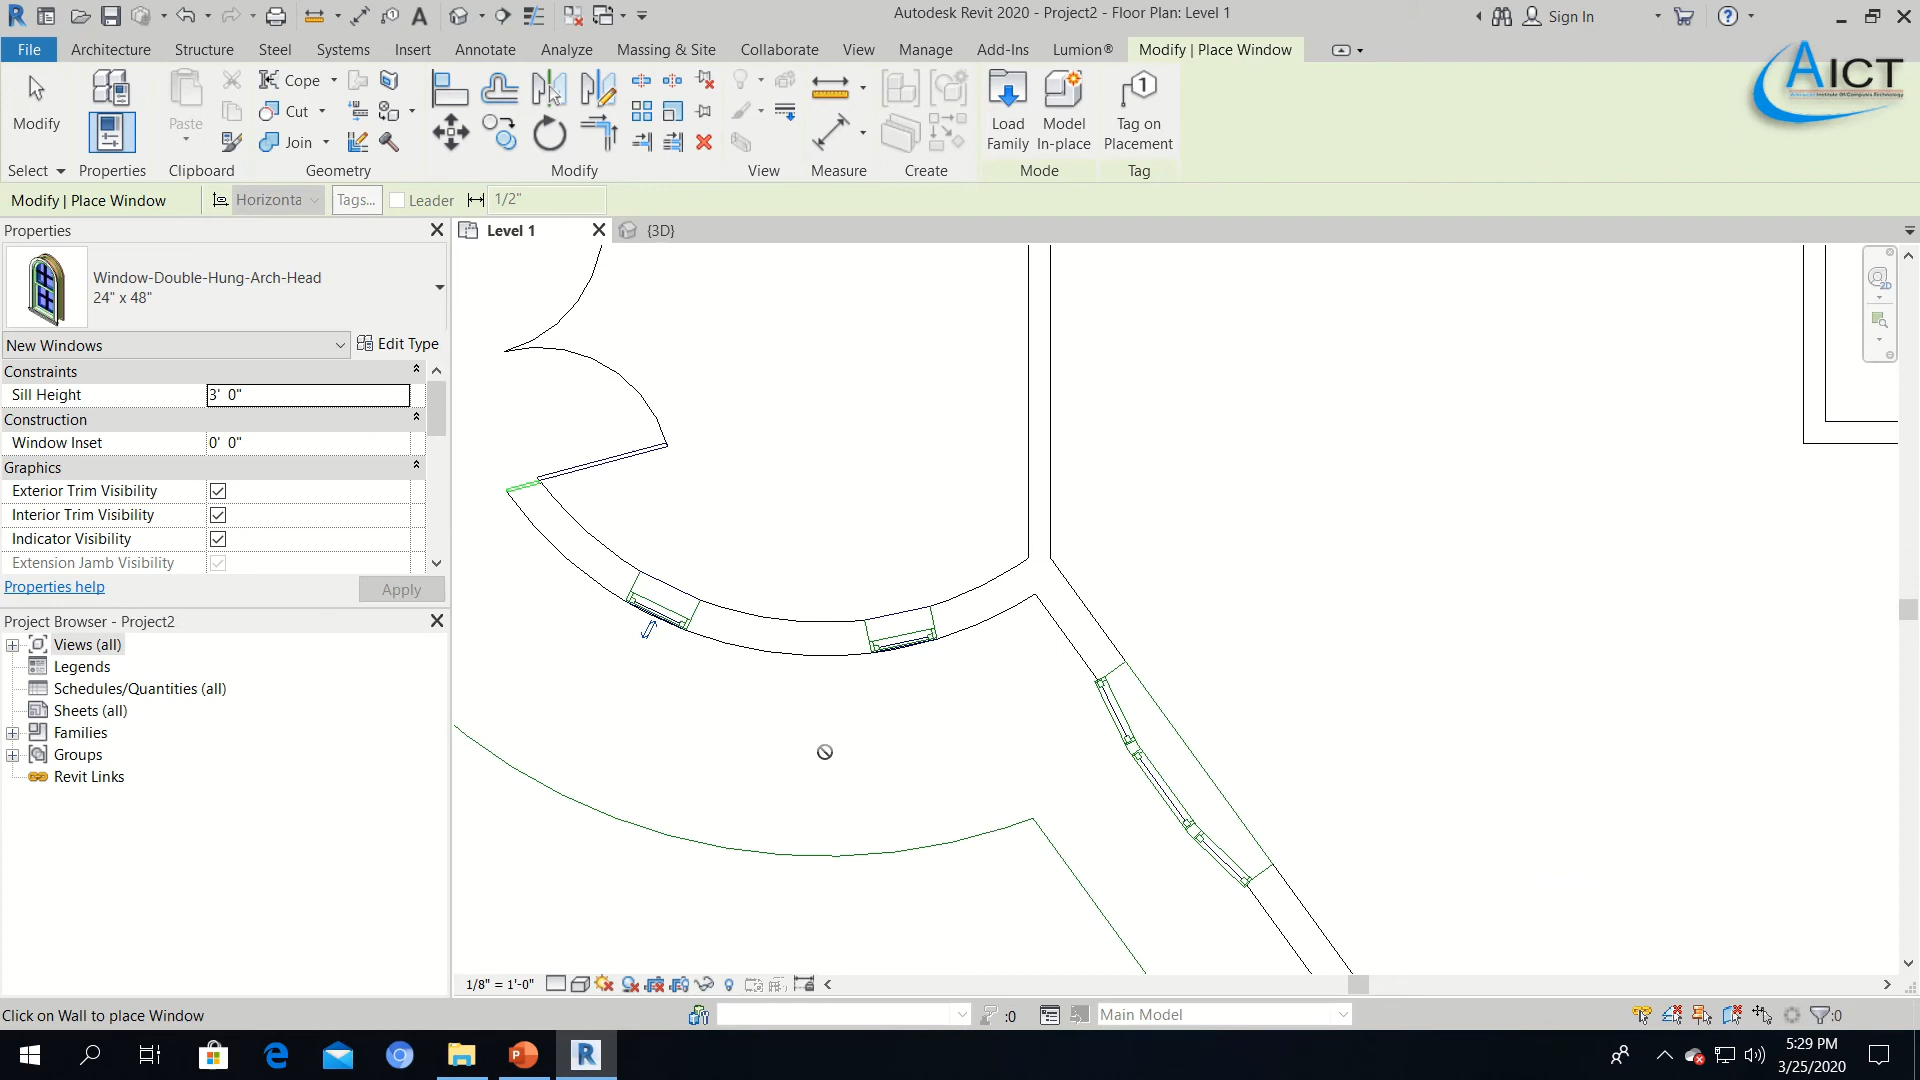 Autodesk Revit 2020 - Project2 - Floor Plan: Level 1
Sign In
File Architecture Structure Steel Systems Insert Annotate Analyze Massing & Site Collaborate View Manage Add-Ins Lumion® Modify | Place Window
AICT
Modify
Paste
Cope
Cut
Join
Load Family
Model In-place
Tag on Placement
Select Properties Clipboard Geometry Modify View Measure Create Mode Tag
Modify | Place Window Horizonta Tags... Leader 1/2"
Properties
Level 1
{3D}
2D
Window-Double-Hung-Arch-Head
24" x 48"
New Windows Edit Type
Constraints
Sill Height 3' 0"
Construction
Window Inset 0' 0"
Graphics
Exterior Trim Visibility
Interior Trim Visibility
Indicator Visibility
Extension Jamb Visibility
Properties help Apply
Project Browser - Project2
Views (all)
Legends
Schedules/Quantities (all)
Sheets (all)
Families
Groups
Revit Links
1/8" = 1'-0"
Click on Wall to place Window
:0
Main Model
:0
5:29 PM
3/25/2020